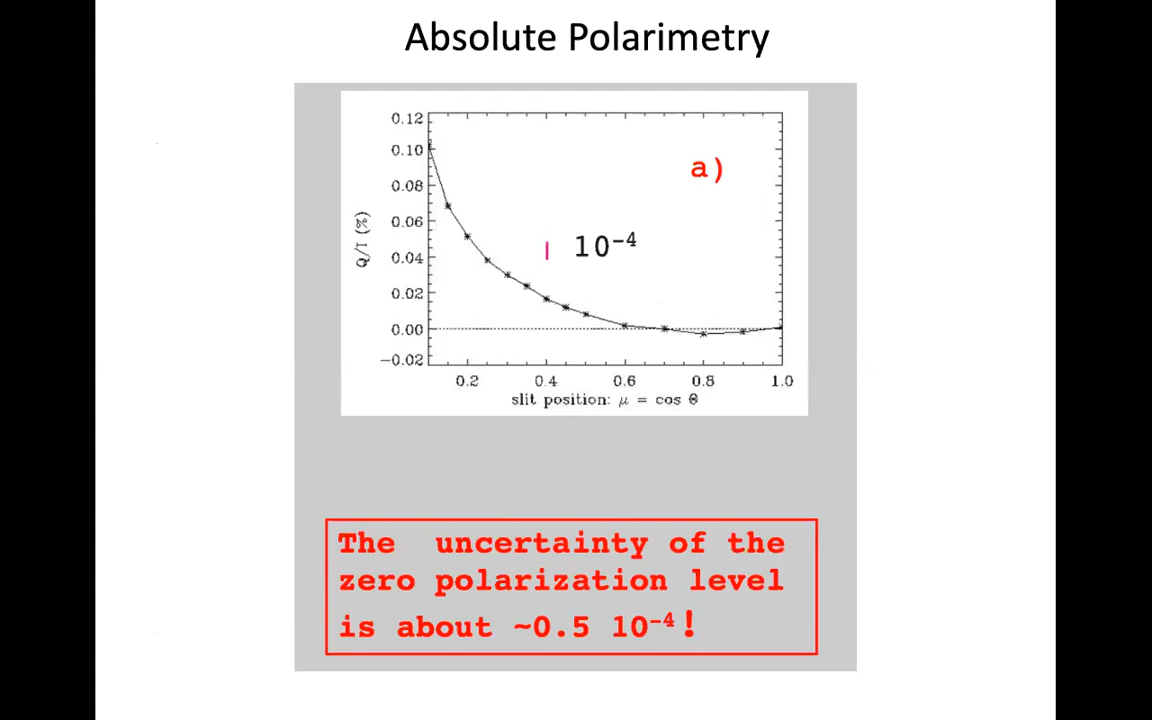 Absolute Polarimetry
0.12
0.10
0.08
0.06
0.04
0.02
0.00
−0.02
Q/I (%)
a)
10⁻⁴
0.2 0.4 0.6 0.8 1.0
slit position: μ = cos Θ
The uncertainty of the
zero polarization level
is about ~0.5 10⁻⁴!